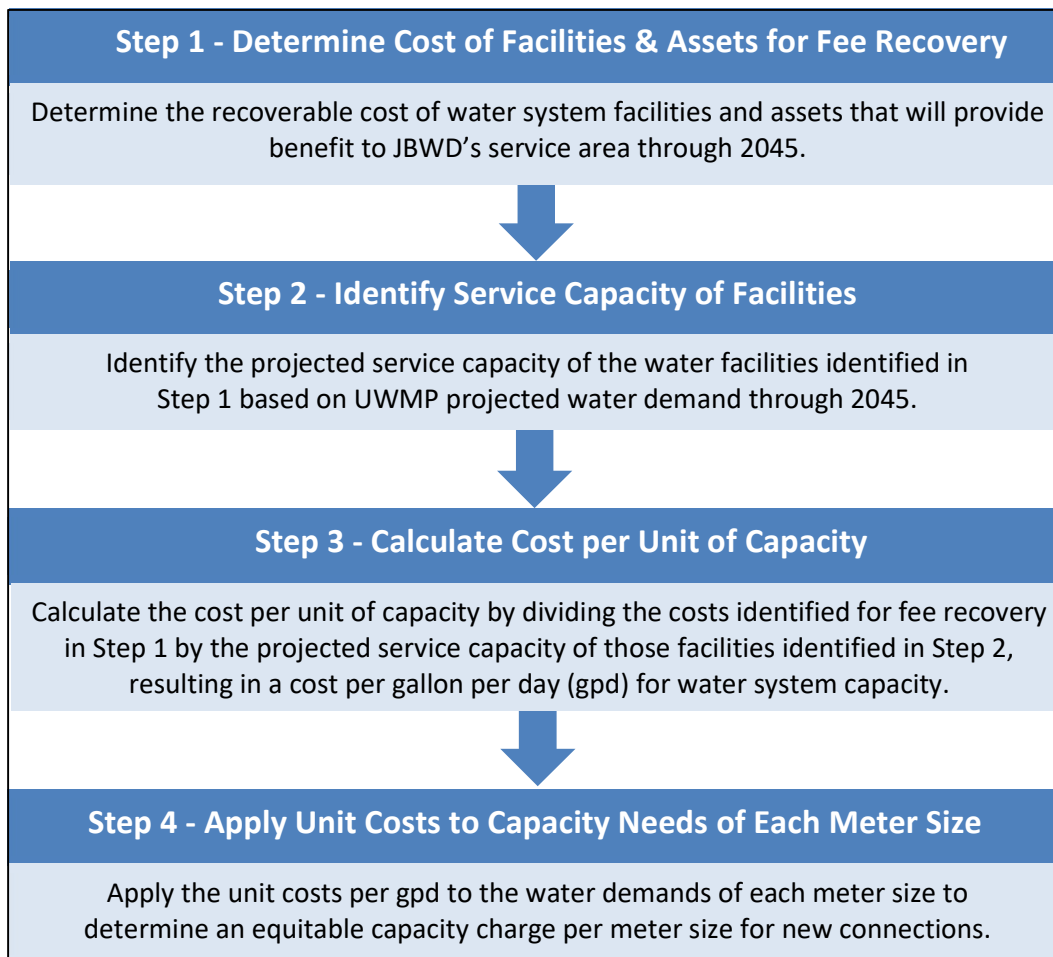 Step 1 - Determine Cost of Facilities & Assets for Fee Recovery
Determine the recoverable cost of water system facilities and assets that will provide
benefit to JBWD’s service area through 2045.
Step 2 - Identify Service Capacity of Facilities
Identify the projected service capacity of the water facilities identified in
Step 1 based on UWMP projected water demand through 2045.
Step 3 - Calculate Cost per Unit of Capacity
Calculate the cost per unit of capacity by dividing the costs identified for fee recovery
in Step 1 by the projected service capacity of those facilities identified in Step 2,
resulting in a cost per gallon per day (gpd) for water system capacity.
Step 4 - Apply Unit Costs to Capacity Needs of Each Meter Size
Apply the unit costs per gpd to the water demands of each meter size to
determine an equitable capacity charge per meter size for new connections.